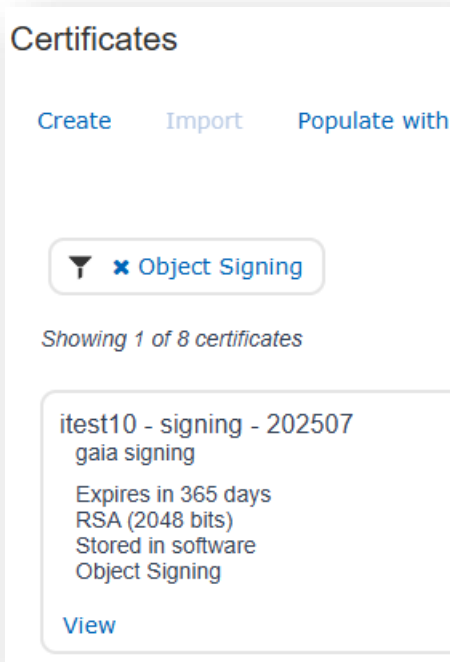 Certificates
Create Import Populate with
✖ Object Signing
Showing 1 of 8 certificates
itest10 - signing - 202507
gaia signing
Expires in 365 days
RSA (2048 bits)
Stored in software
Object Signing
View